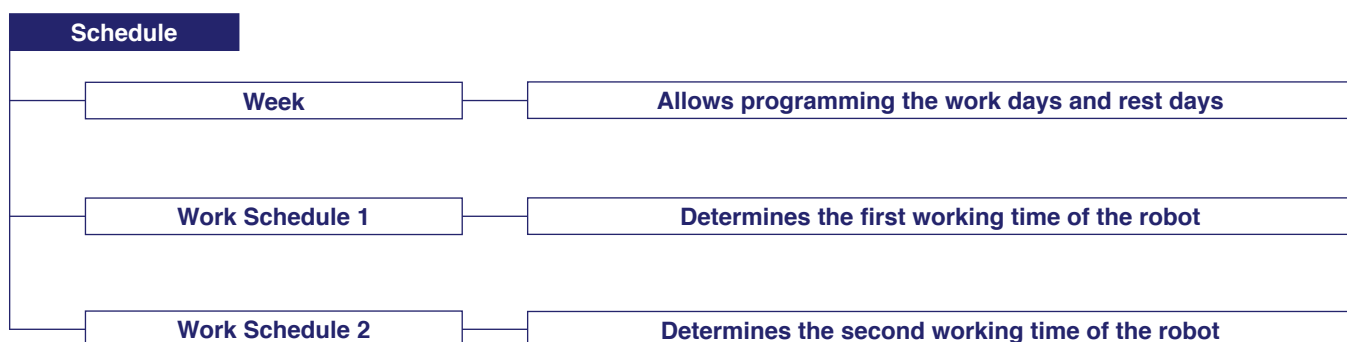 Schedule
Week
Allows programming the work days and rest days
Work Schedule 1
Determines the first working time of the robot
Work Schedule 2
Determines the second working time of the robot